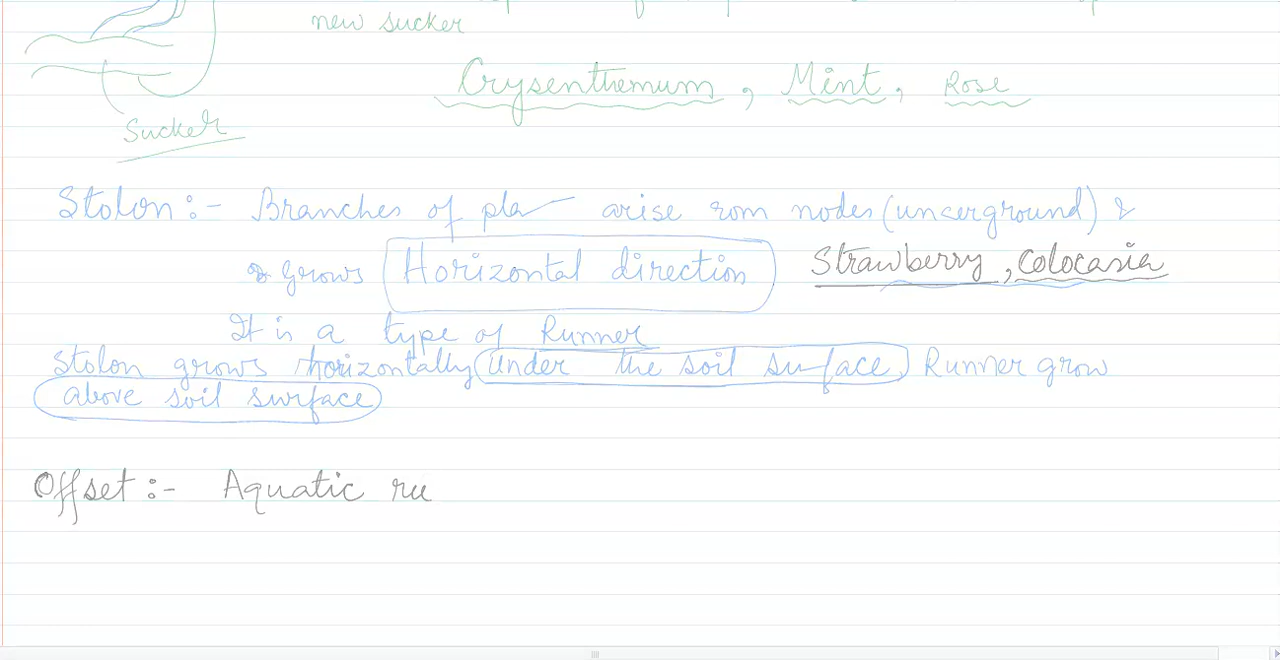 new sucker
Crysenthemum, Mint, Rose
Sucker
Stolon:- Branches of pla arise rom nodes (uncerground) &
Grows Horizontal direction Strawberry, Colocasia
It is a type of Runner
Stolon grows horizontally under the soil surface, Runner grow
above soil surface
Offset:- Aquatic ru